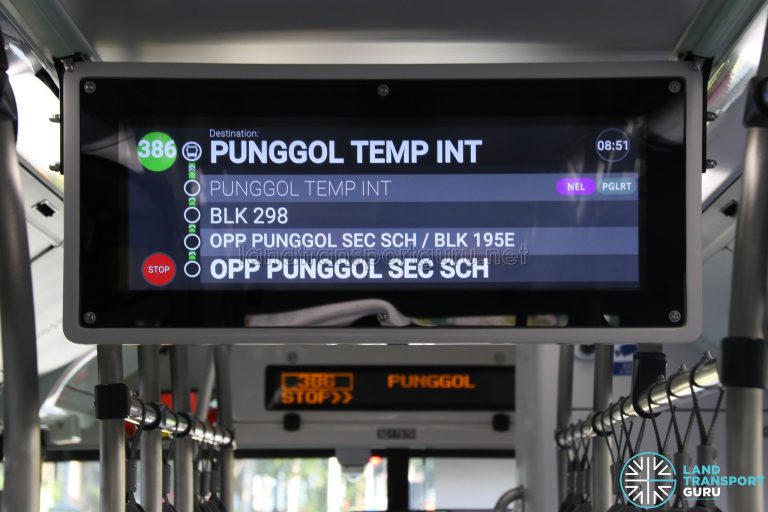 Destination:
386 PUNGGOL TEMP INT 08:51
PUNGGOL TEMP INT NEL PGLRT
BLK 298
OPP PUNGGOL SEC SCH / BLK 195E
landtransportguru.net
STOP OPP PUNGGOL SEC SCH
386 PUNGGOL
STOP>>
LAND
TRANSPORT
GURU